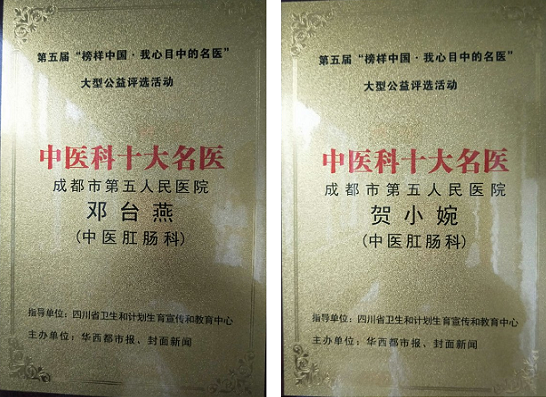 第五届“榜样中国·我心目中的名医”
大型公益评选活动
中医科十大名医
成都市第五人民医院
邓台燕
(中医肛肠科)
指导单位：四川省卫生和计划生育宣传和教育中心
主办单位：华西都市报、封面新闻
第五届“榜样中国·我心目中的名医”
大型公益评选活动
中医科十大名医
成都市第五人民医院
贺小婉
(中医肛肠科)
指导单位：四川省卫生和计划生育宣传和教育中心
主办单位：华西都市报、封面新闻